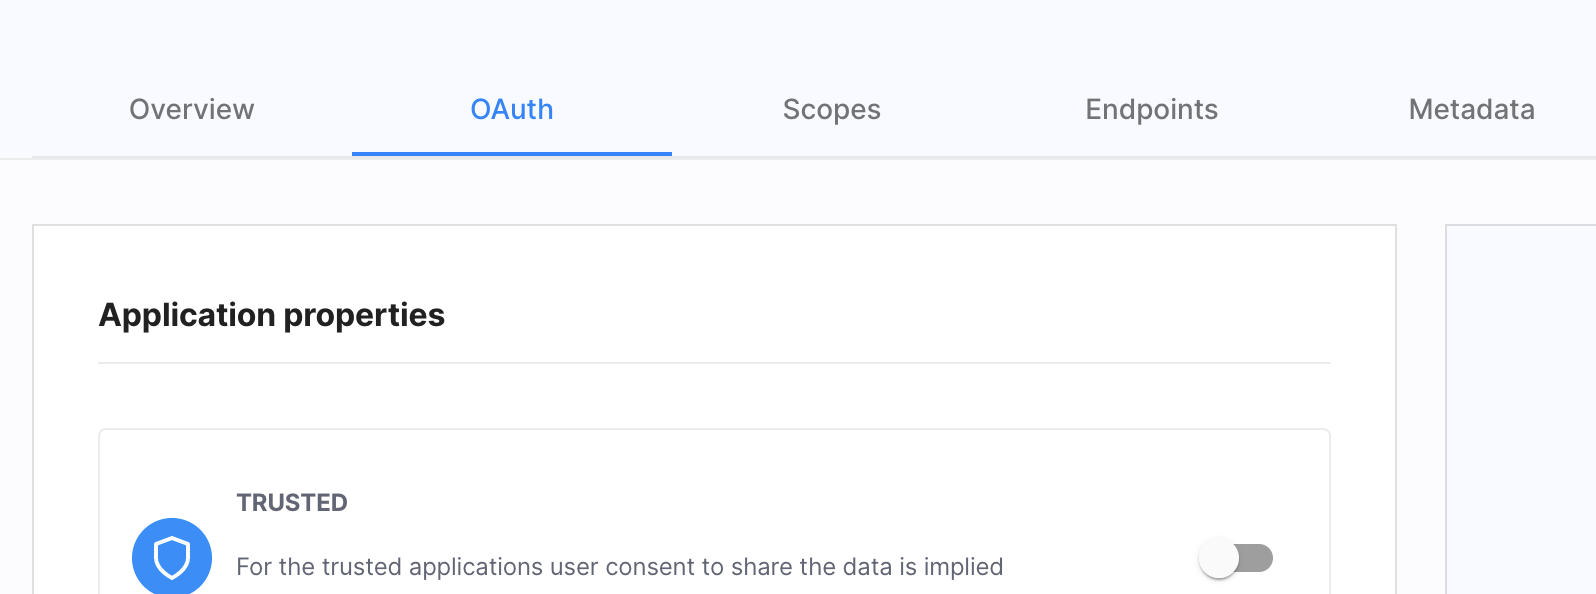 Overview OAuth Scopes Endpoints Metadata
Application properties
TRUSTED
For the trusted applications user consent to share the data is implied